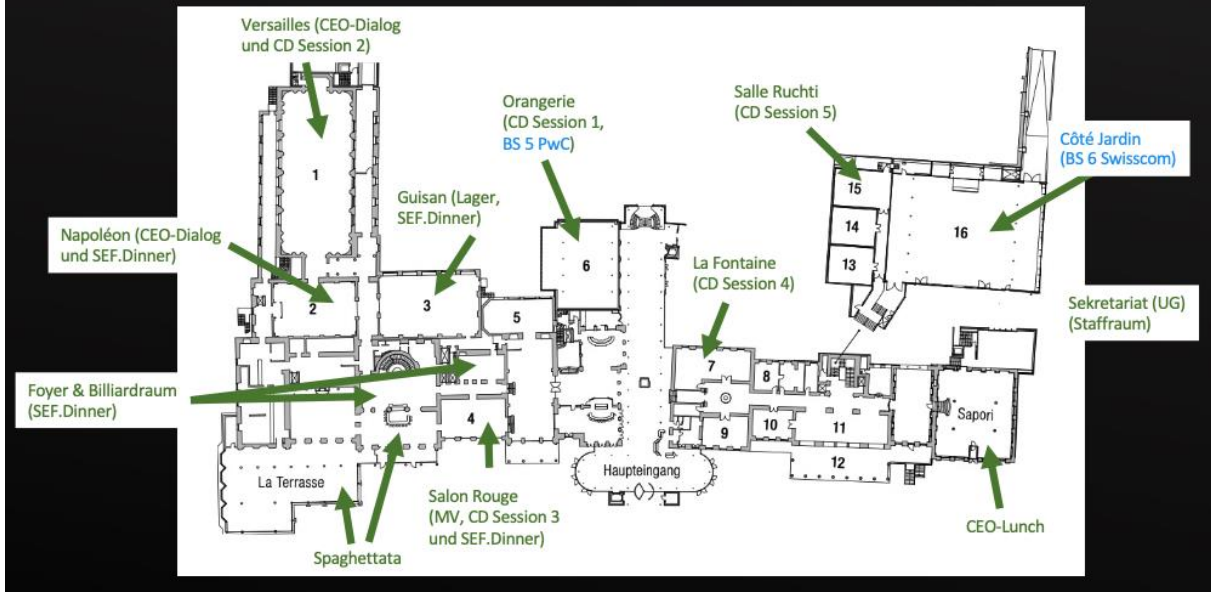 Versailles (CEO-Dialog
und CD Session 2)
Orangerie
(CD Session 1,
BS 5 PwC)
Salle Ruchti
(CD Session 5)
Côté Jardin
(BS 6 Swisscom)
1
15
14
13
16
Guisan (Lager,
SEF.Dinner)
Napoléon (CEO-Dialog
und SEF.Dinner)
6
La Fontaine
(CD Session 4)
2
3
5
Sekretariat (UG)
(Staffraum)
7
8
Foyer & Billiardraum
(SEF.Dinner)
4
9
10
11
12
Sapori
Haupteingang
La Terrasse
Salon Rouge
(MV, CD Session 3
und SEF.Dinner)
CEO-Lunch
Spaghettata